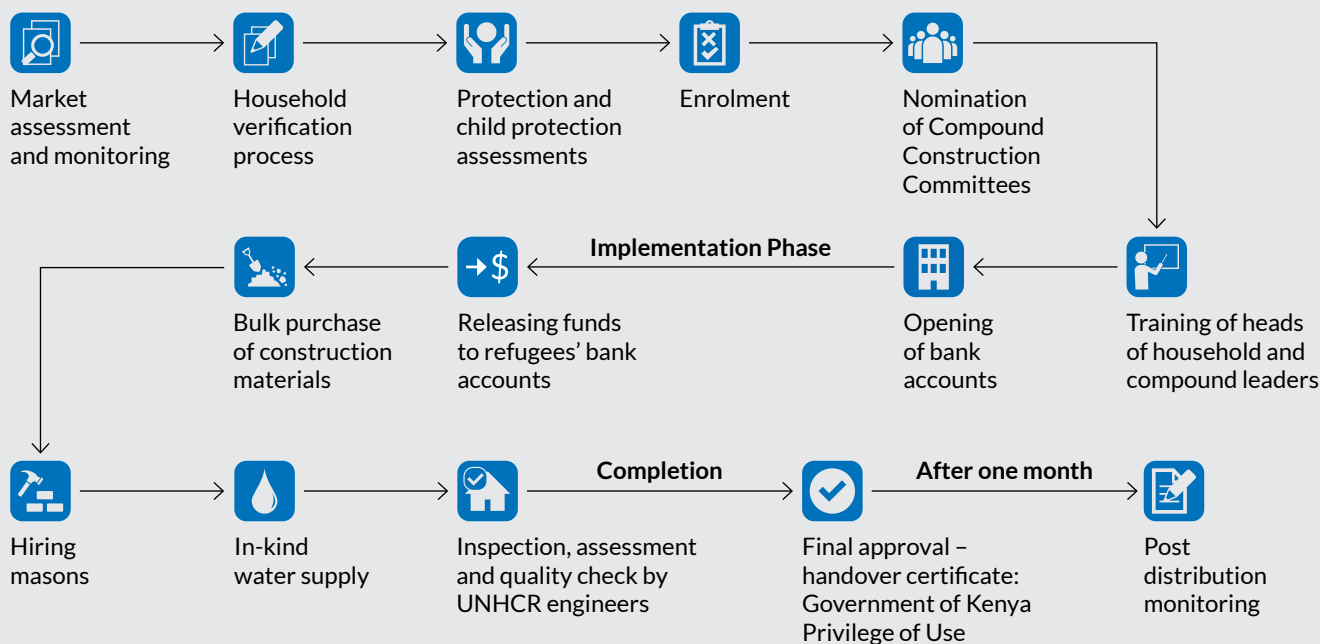 Market
assessment
and monitoring
Household
verification
process
Protection and
child protection
assessments
Enrolment
Nomination
of Compound
Construction
Committees
Training of heads
of household and
compound leaders
Opening
of bank
accounts
Implementation Phase
$
Releasing funds
to refugees’ bank
accounts
Bulk purchase
of construction
materials
Hiring
masons
In-kind
water supply
Inspection, assessment
and quality check by
UNHCR engineers
Completion
Final approval –
handover certificate:
Government of Kenya
Privilege of Use
After one month
Post
distribution
monitoring